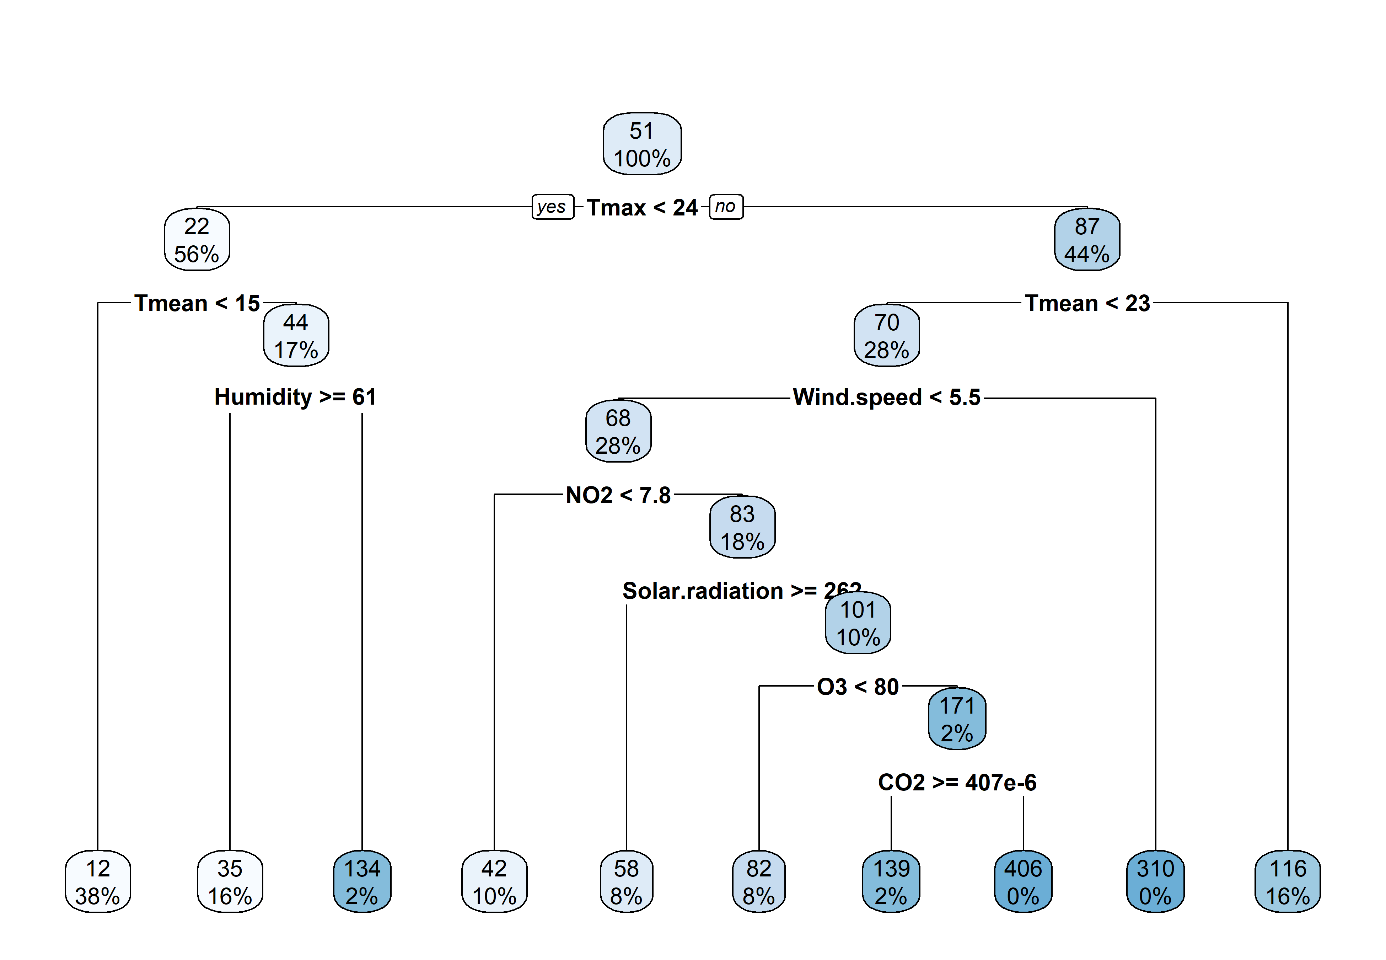 51
100%
yes Tmax < 24 no
22
56%
87
44%
Tmean < 15
Tmean < 23
44
17%
70
28%
Humidity >= 61
Wind.speed < 5.5
68
28%
NO2 < 7.8
83
18%
Solar.radiation >= 262
101
10%
O3 < 80
171
2%
CO2 >= 407e-6
12 35 134 42 58 82 139 406 310 116
38% 16% 2% 10% 8% 8% 2% 0% 0% 16%